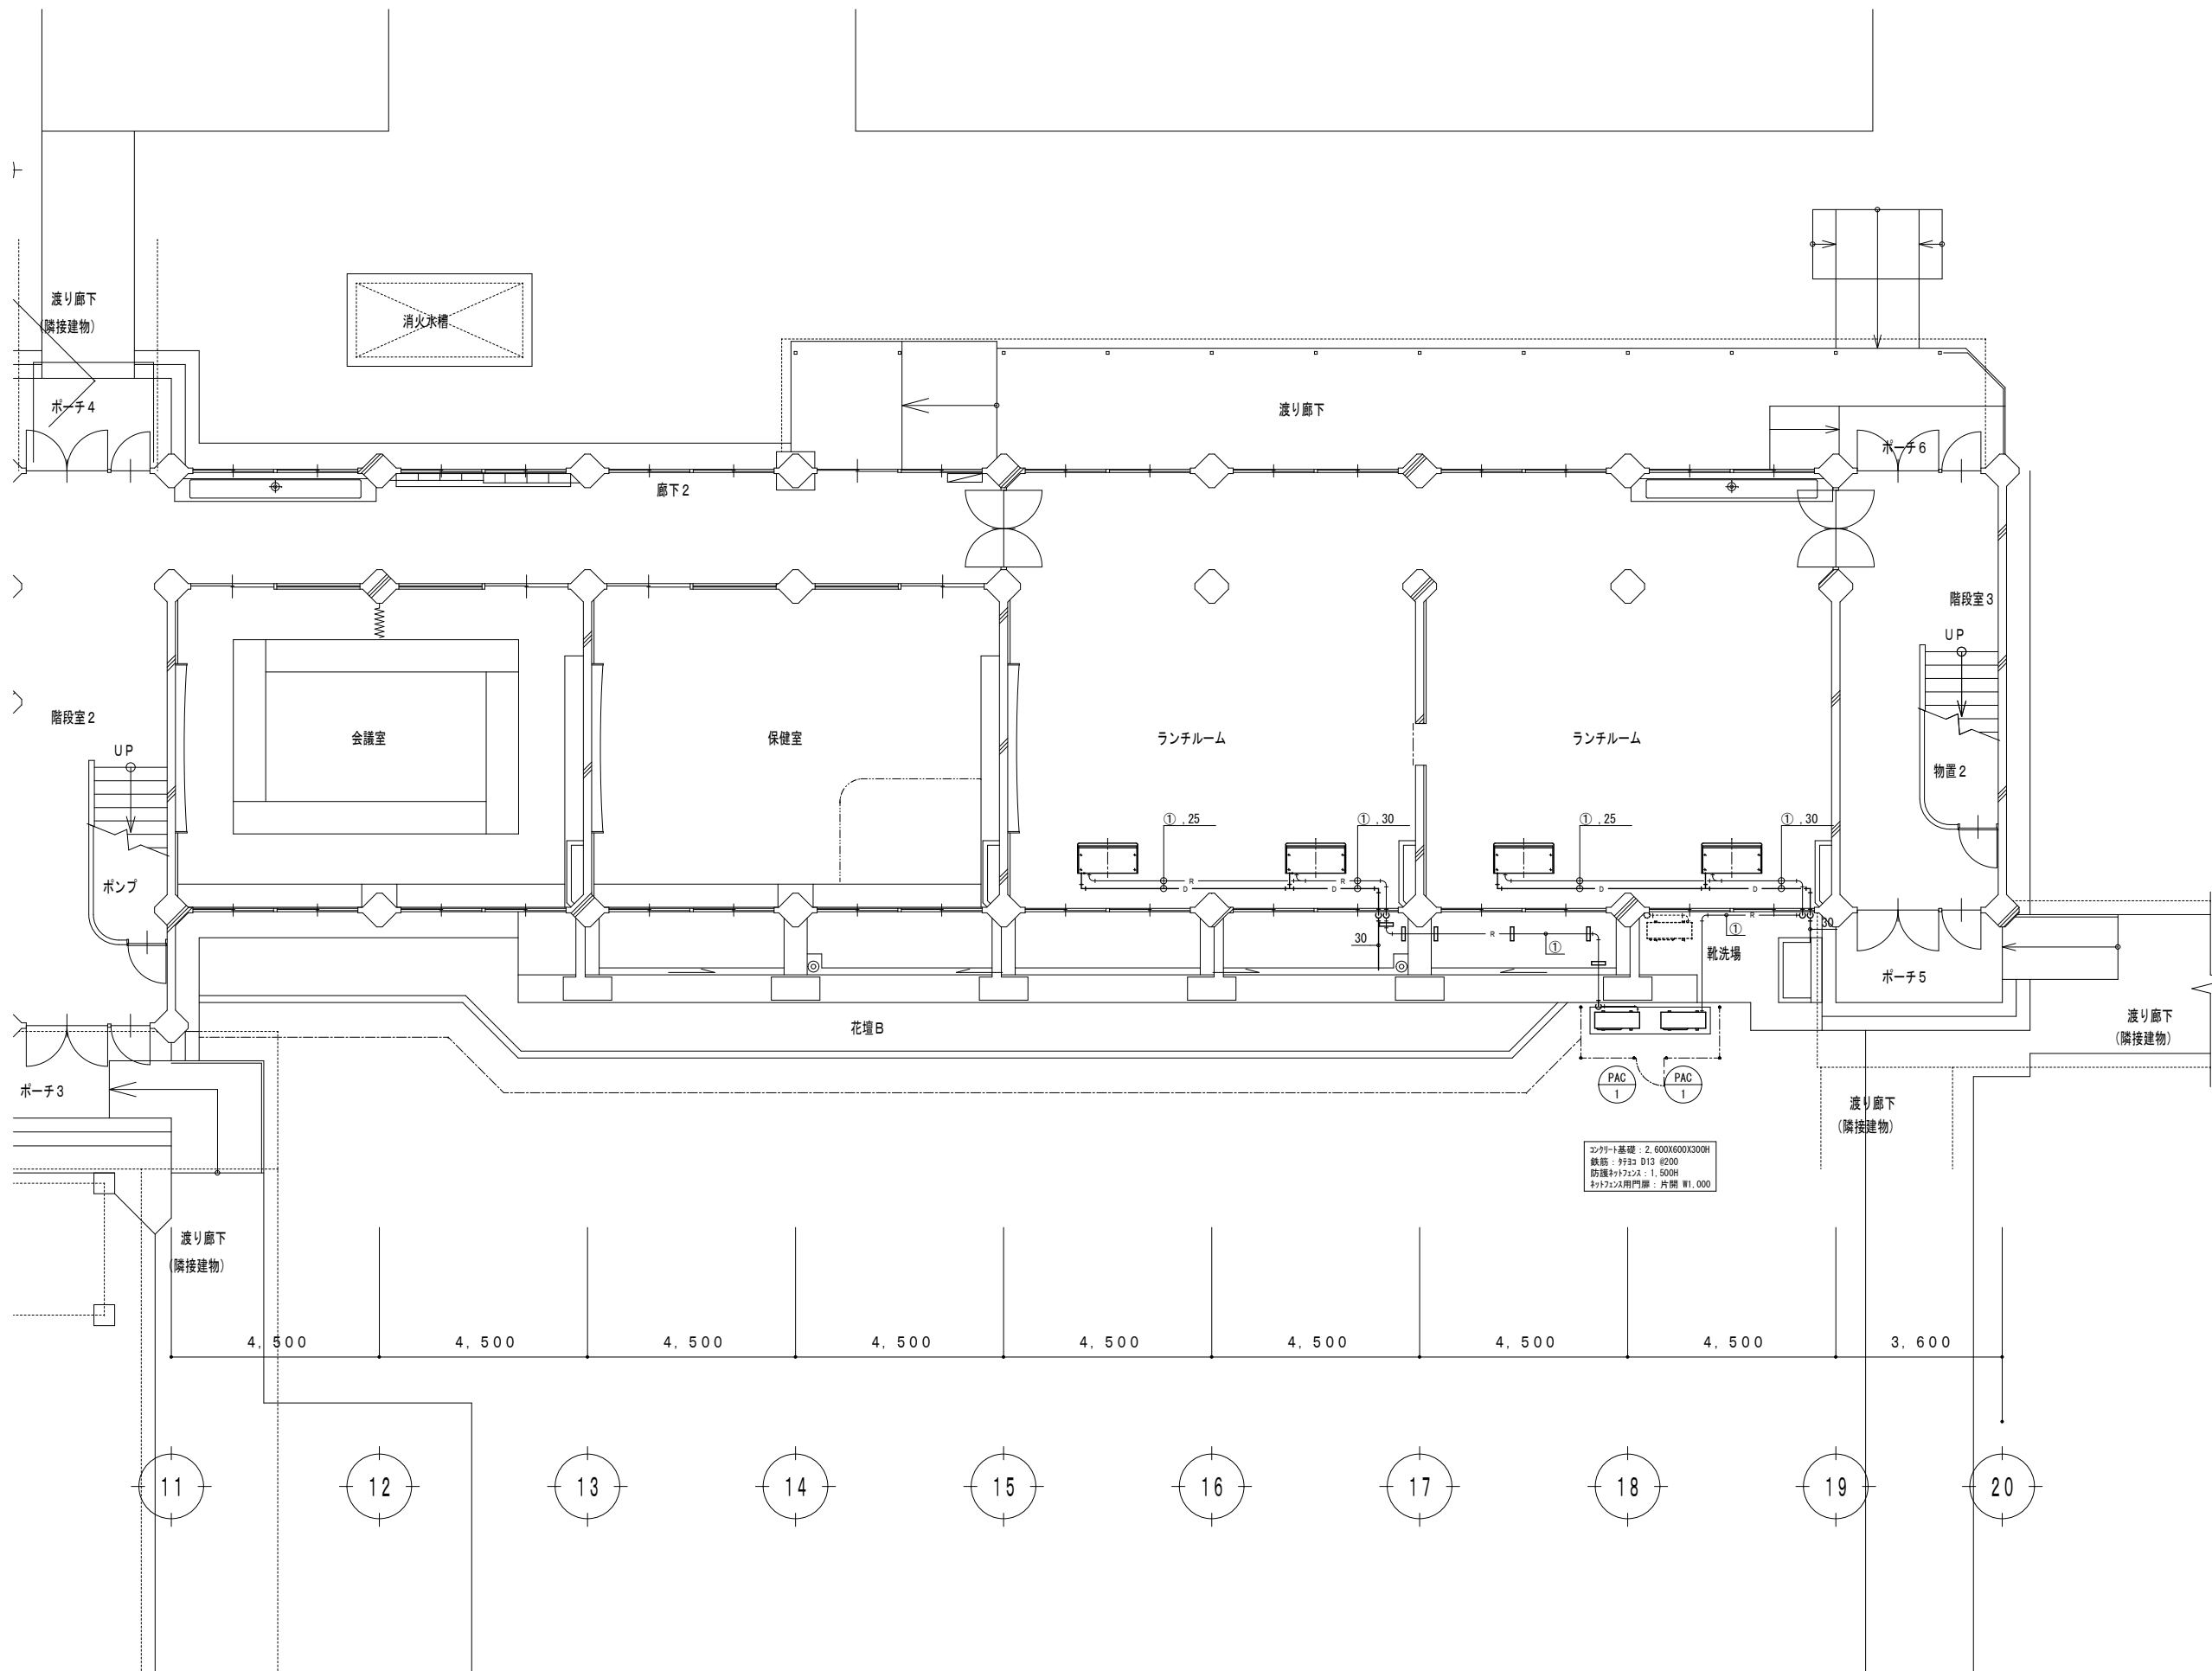 渡り廊下
(隣接建物)
消火水槽
ポーチ4
渡り廊下
ポーチ6
廊下2
階段室3
UP
階段室2
会議室
保健室
ランチルーム
ランチルーム
UP
物置2
①,25
①,30
①,25
①,30
ポンプ
R
R
R
D
D
D
D
R
30
30
R
①
①
靴洗場
ポーチ5
花壇B
渡り廊下
(隣接建物)
ポーチ3
PAC
1
PAC
1
渡り廊下
(隣接建物)
コンクリート基礎：2,600X600X300H
鉄筋：タテヨコ D13 @200
防護ネットフェンス：1,500H
ネットフェンス用門扉：片開 W1,000
渡り廊下
(隣接建物)
4,500
4,500
4,500
4,500
4,500
4,500
4,500
4,500
3,600
11
12
13
14
15
16
17
18
19
20